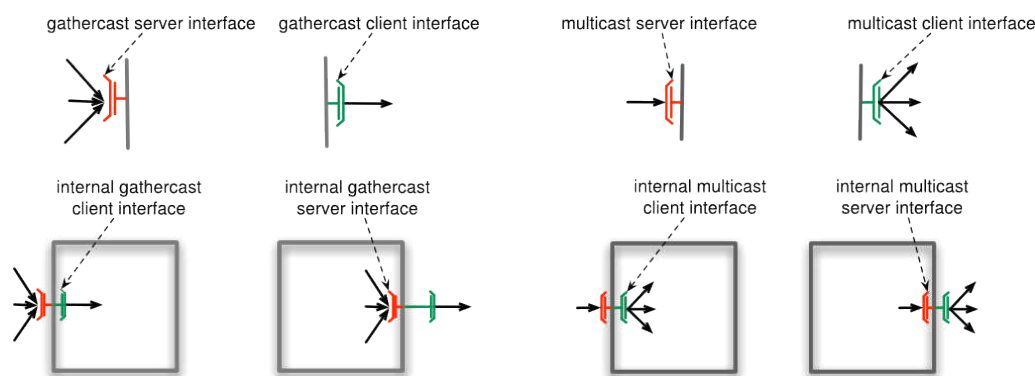 gathercast server interface
gathercast client interface
multicast server interface
multicast client interface
internal gathercast
client interface
internal gathercast
server interface
internal multicast
client interface
internal multicast
server interface